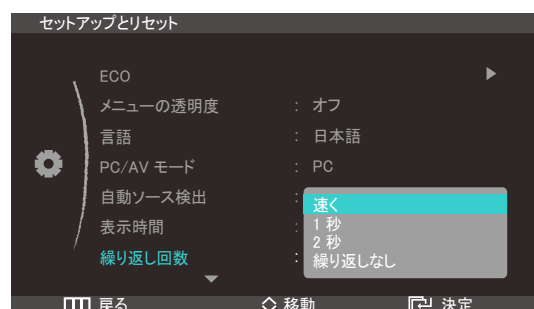 セットアップとリセット
ECO
メニューの透明度 : オフ
言語 : 日本語
PC/AV モード : PC
自動ソース検出 :
表示時間 :
繰り返し回数 :
速く
1 秒
2 秒
繰り返しなし
戻る 移動 決定